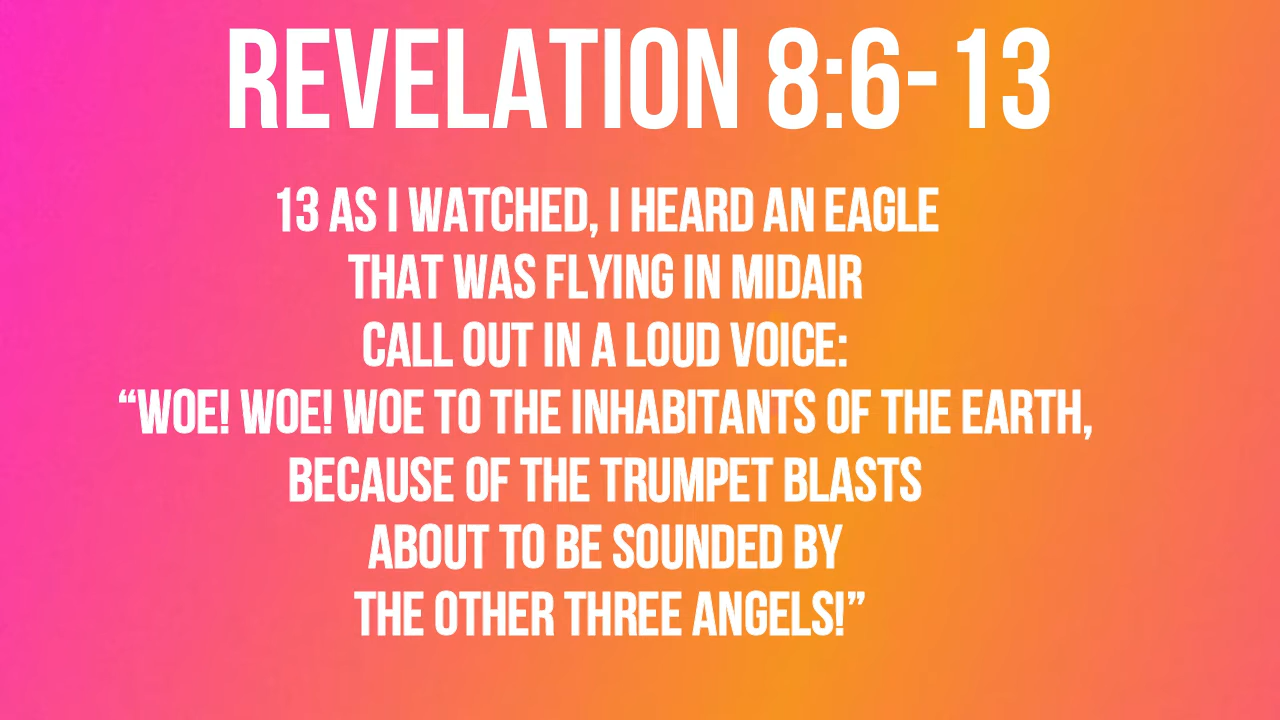 REVELATION 8:6-13
13 AS I WATCHED, I HEARD AN EAGLE
THAT WAS FLYING IN MIDAIR
CALL OUT IN A LOUD VOICE:
“WOE! WOE! WOE TO THE INHABITANTS OF THE EARTH,
BECAUSE OF THE TRUMPET BLASTS
ABOUT TO BE SOUNDED BY
THE OTHER THREE ANGELS!”